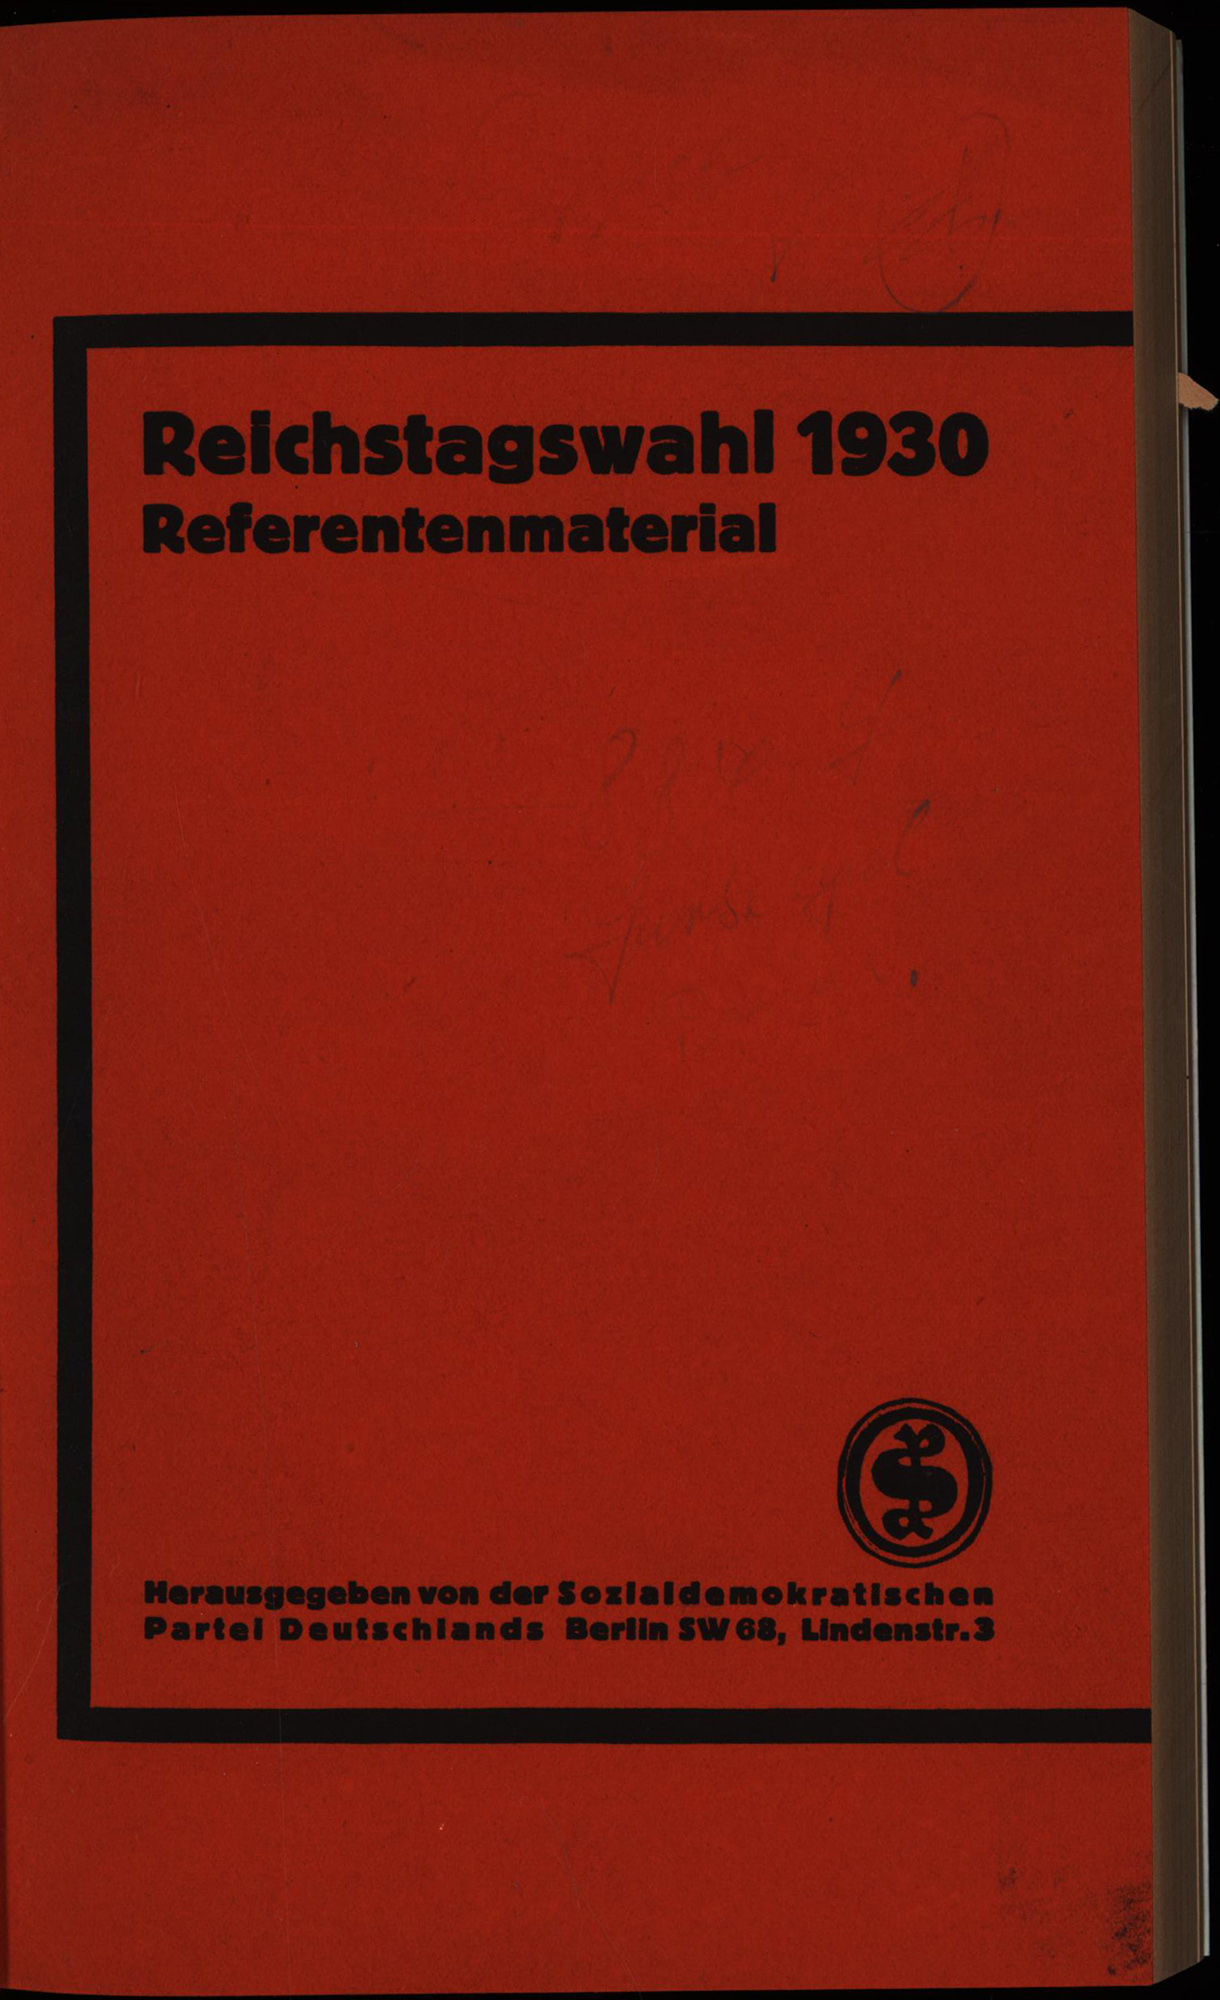 Reichstagswahl 1930
Referentenmaterial
Herausgegeben von der Sozialdemokratischen
Partei Deutschlands Berlin SW 68, Lindenstr. 3